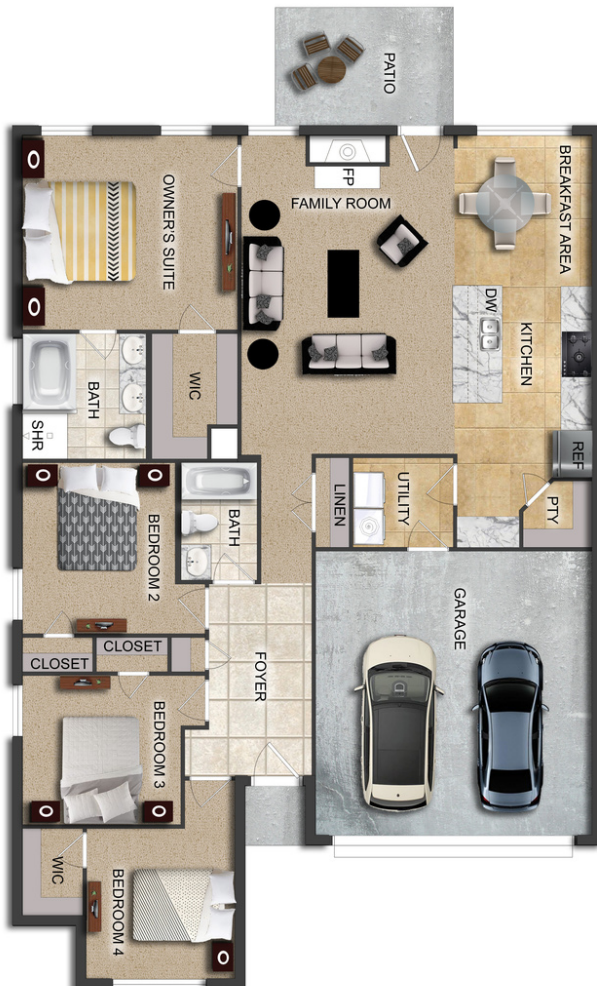 PATIO
FP
FAMILY ROOM
BREAKFAST AREA
OWNER'S SUITE
DW
KITCHEN
WIC
BATH
SHR
REF
UTILITY
LINEN
PTY
BATH
BEDROOM 2
GARAGE
CLOSET
CLOSET
FOYER
BEDROOM 3
WIC
BEDROOM 4